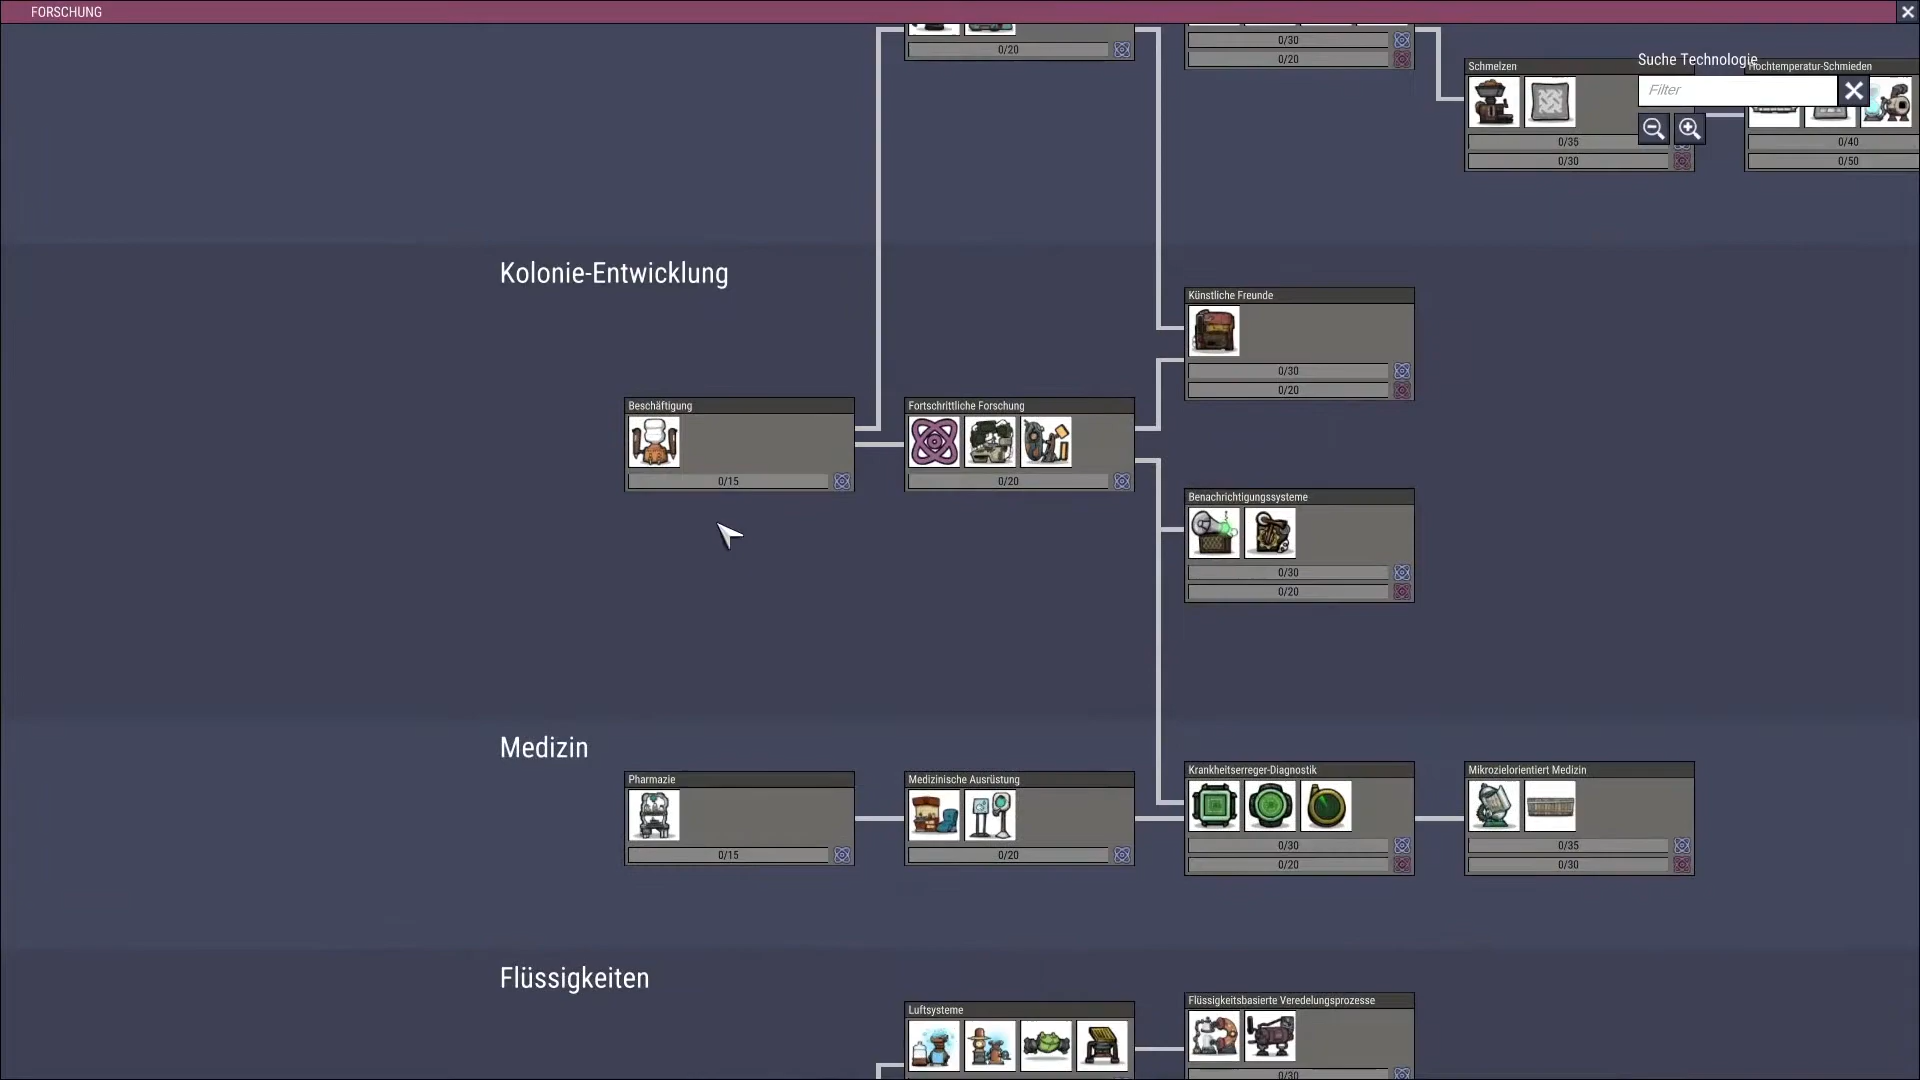 FORSCHUNG
0/20
0/30
0/20
Schmelzen
0/35
0/30
Suche Technologie
Filter
Hochtemperatur-Schmieden
0/40
0/50
Kolonie-Entwicklung
Künstliche Freunde
0/30
0/20
Beschäftigung
0/15
Fortschrittliche Forschung
0/20
Benachrichtigungssysteme
0/30
0/20
Medizin
Pharmazie
0/15
Medizinische Ausrüstung
0/20
Krankheitserreger-Diagnostik
0/30
0/20
Mikrozielorientiert Medizin
0/35
0/30
Flüssigkeiten
Luftsysteme
Flüssigkeitsbasierte Veredelungsprozesse
0/30